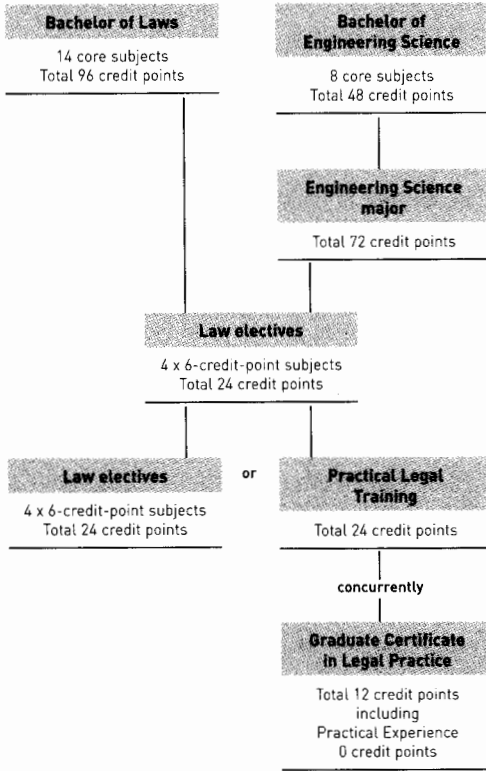 Bachelor of Laws
14 core subjects
Total 96 credit points
Bachelor of
Engineering Science
8 core subjects
Total 48 credit points
Engineering Science
major
Total 72 credit points
Law electives
4 x 6-credit-point subjects
Total 24 credit points
Law electives
4 x 6-credit-point subjects
Total 24 credit points
or
Practical Legal
Training
Total 24 credit points
concurrently
Graduate Certificate
in Legal Practice
Total 12 credit points
including
Practical Experience
0 credit points